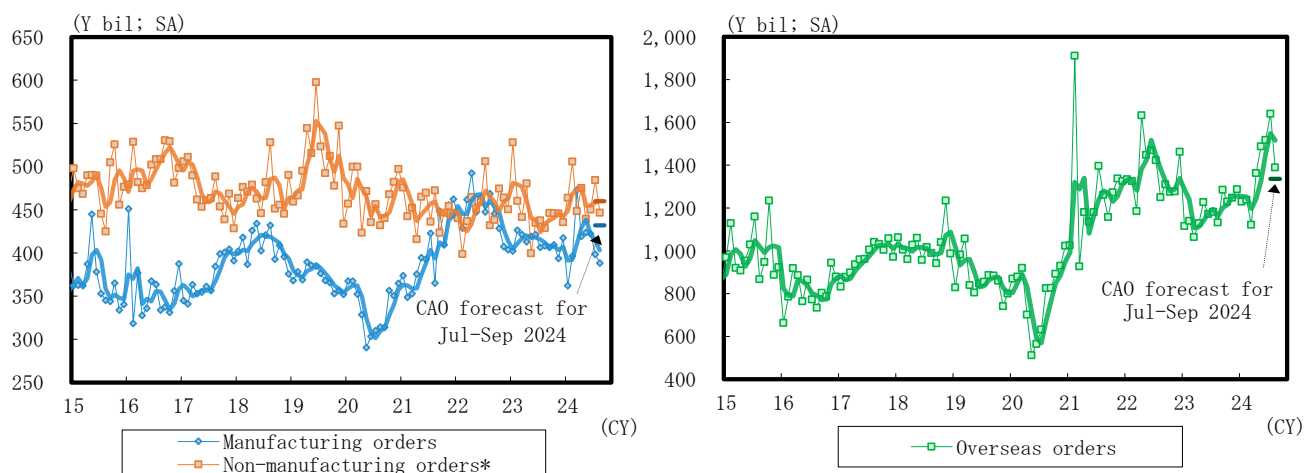 (Y bil; SA)
650
600
550
500
450
400
350
300
250
15 16 17 18 19 20 21 22 23 24
(CY)
CAO forecast for
Jul-Sep 2024
Manufacturing orders
Non-manufacturing orders*
(Y bil; SA)
2,000
1,800
1,600
1,400
1,200
1,000
800
600
400
15 16 17 18 19 20 21 22 23 24
(CY)
CAO forecast for
Jul-Sep 2024
Overseas orders